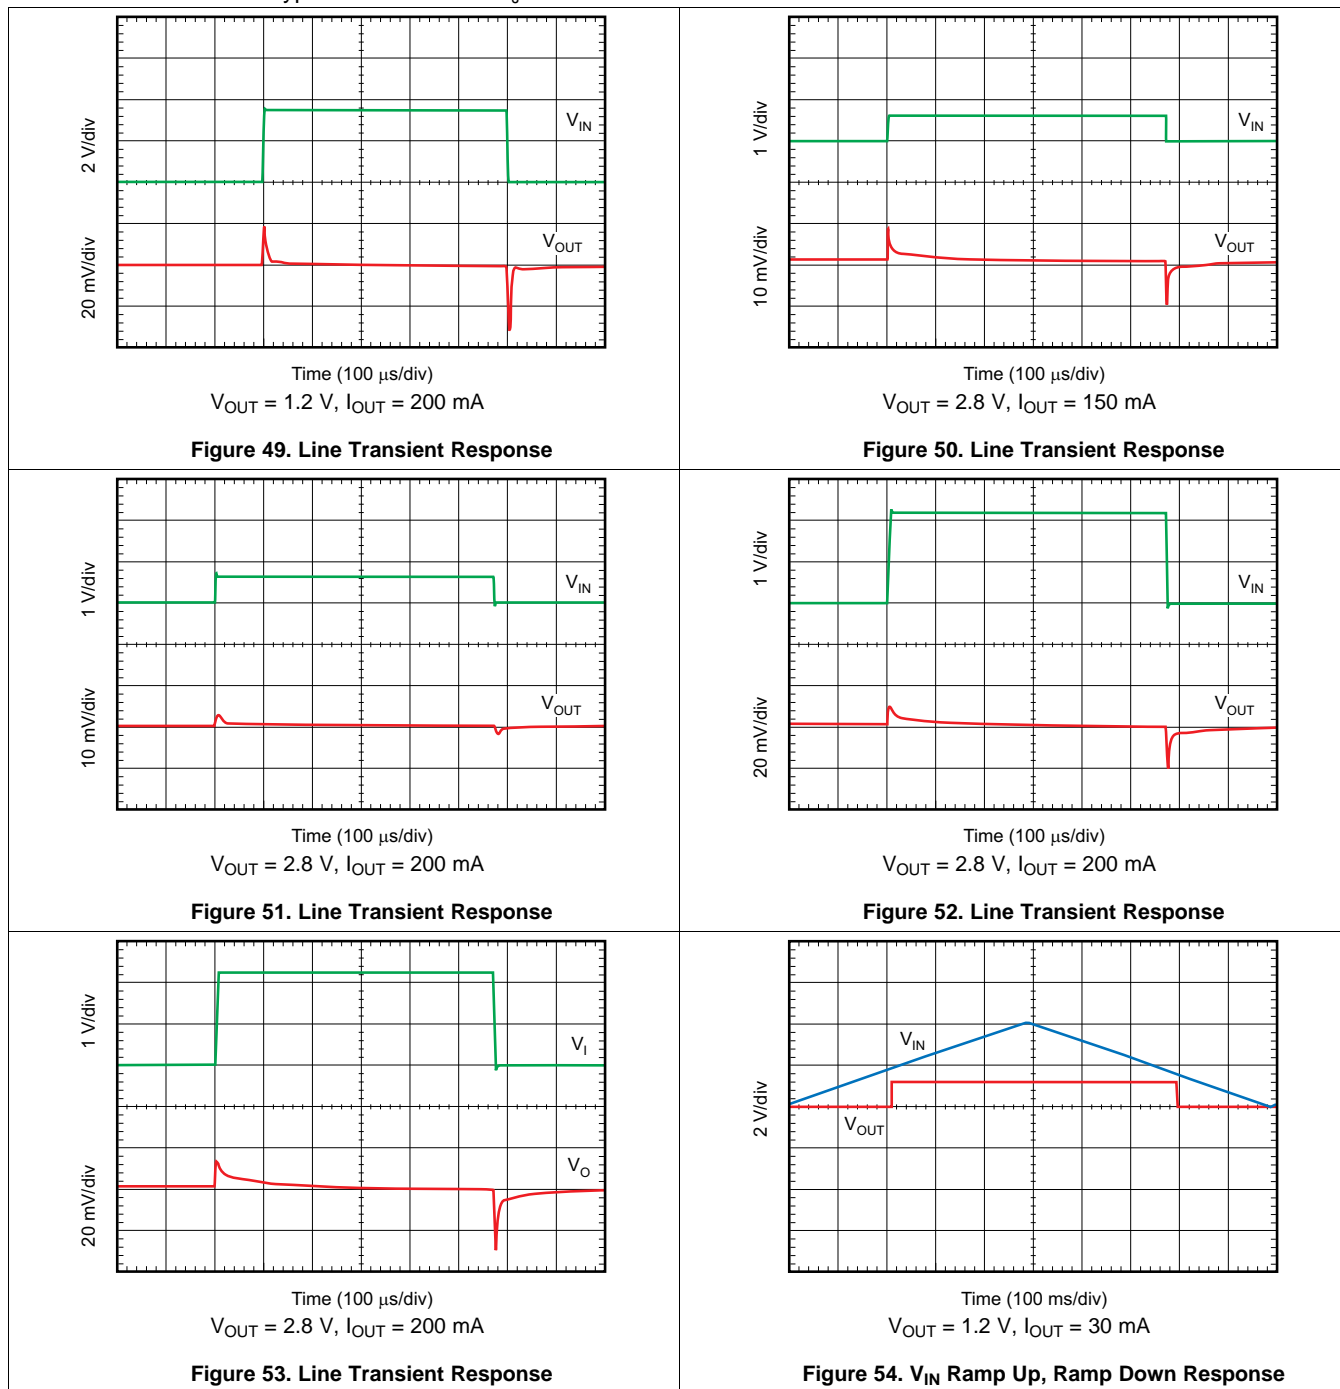 2 V/div
20 mV/div
V_IN
V_OUT
Time (100 μs/div)
V_OUT = 1.2 V, I_OUT = 200 mA
Figure 49. Line Transient Response
1 V/div
10 mV/div
V_IN
V_OUT
Time (100 μs/div)
V_OUT = 2.8 V, I_OUT = 150 mA
Figure 50. Line Transient Response
1 V/div
10 mV/div
V_IN
V_OUT
Time (100 μs/div)
V_OUT = 2.8 V, I_OUT = 200 mA
Figure 51. Line Transient Response
1 V/div
20 mV/div
V_IN
V_OUT
Time (100 μs/div)
V_OUT = 2.8 V, I_OUT = 200 mA
Figure 52. Line Transient Response
1 V/div
20 mV/div
V_I
V_O
Time (100 μs/div)
V_OUT = 2.8 V, I_OUT = 200 mA
Figure 53. Line Transient Response
2 V/div
V_IN
V_OUT
Time (100 ms/div)
V_OUT = 1.2 V, I_OUT = 30 mA
Figure 54. V_IN Ramp Up, Ramp Down Response